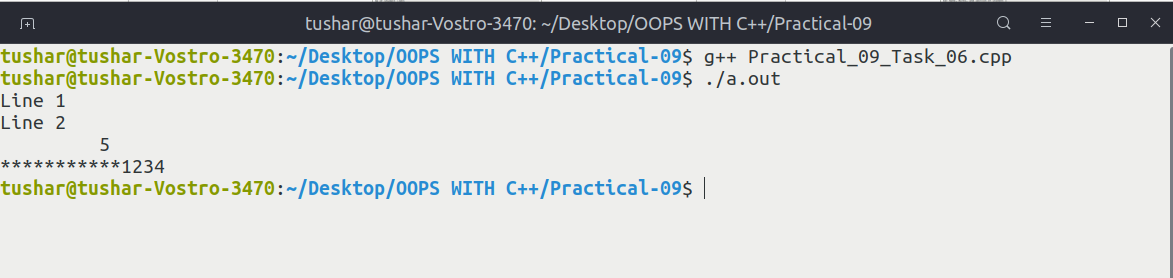 tushar@tushar-Vostro-3470: ~/Desktop/OOPS WITH C++/Practical-09
tushar@tushar-Vostro-3470:~/Desktop/OOPS WITH C++/Practical-09$ g++ Practical_09_Task_06.cpp
tushar@tushar-Vostro-3470:~/Desktop/OOPS WITH C++/Practical-09$ ./a.out
Line 1
Line 2
         5
***********1234
tushar@tushar-Vostro-3470:~/Desktop/OOPS WITH C++/Practical-09$